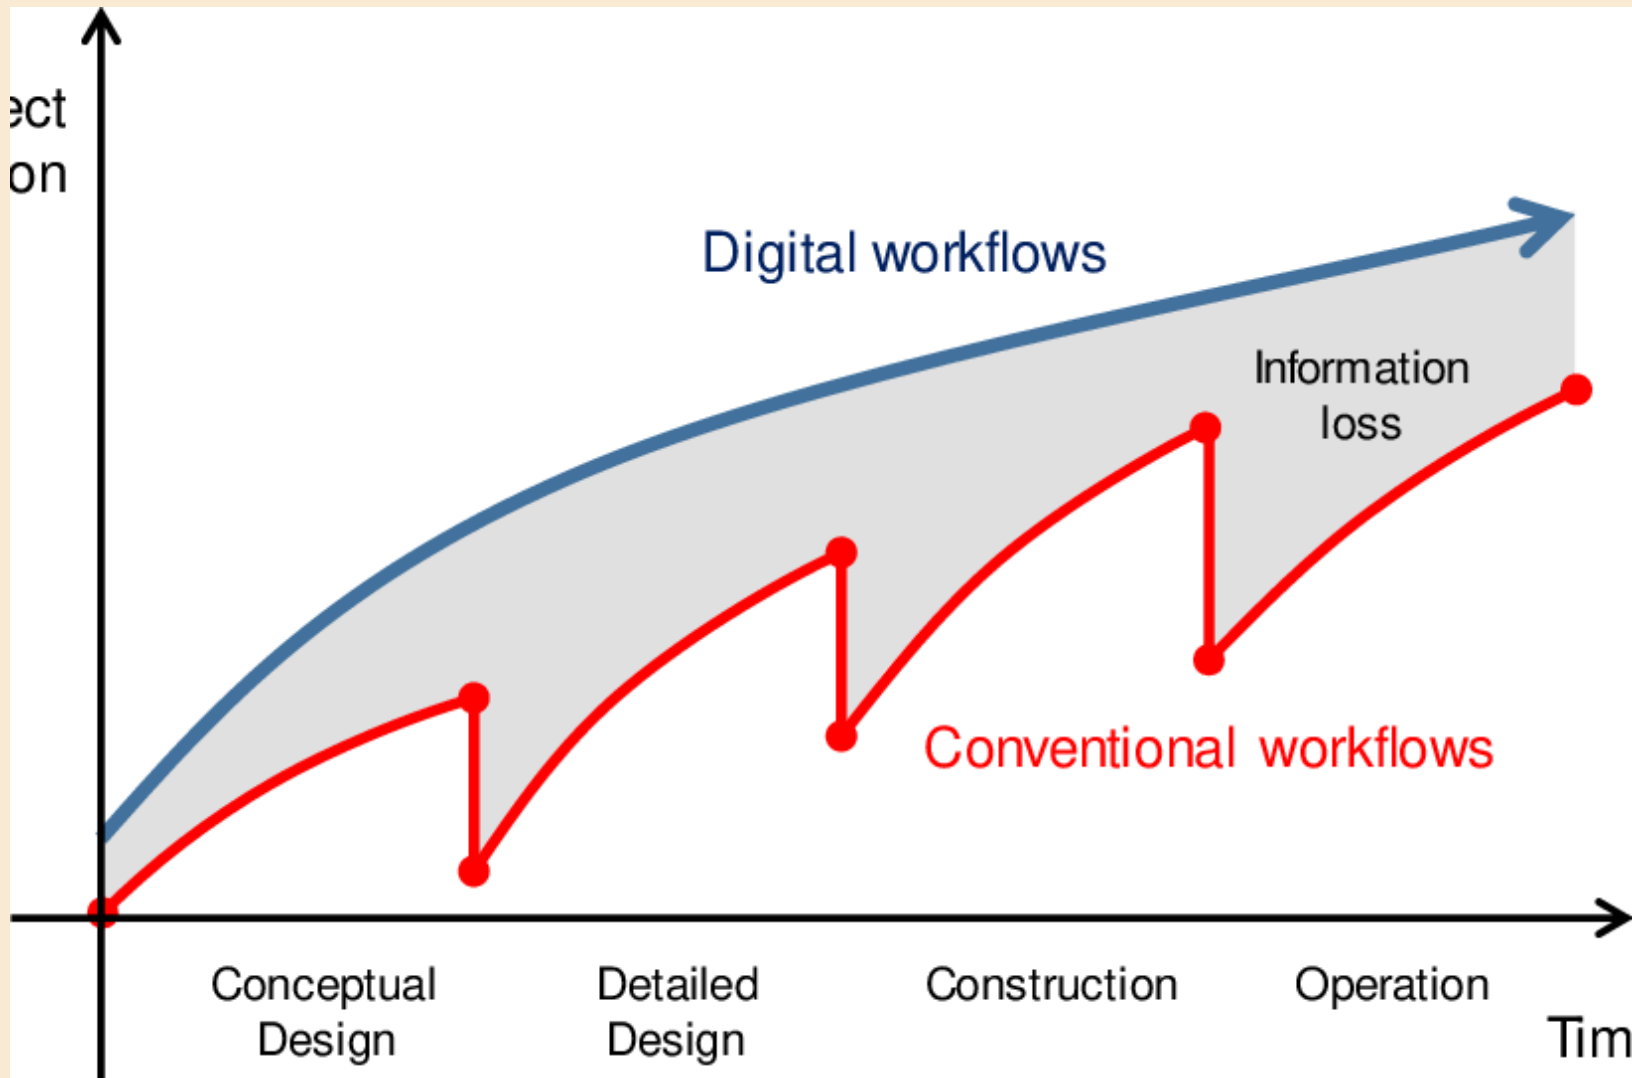 ect
on
Digital workflows
Information
loss
Conventional workflows
Conceptual
Design
Detailed
Design
Construction
Operation
Tim